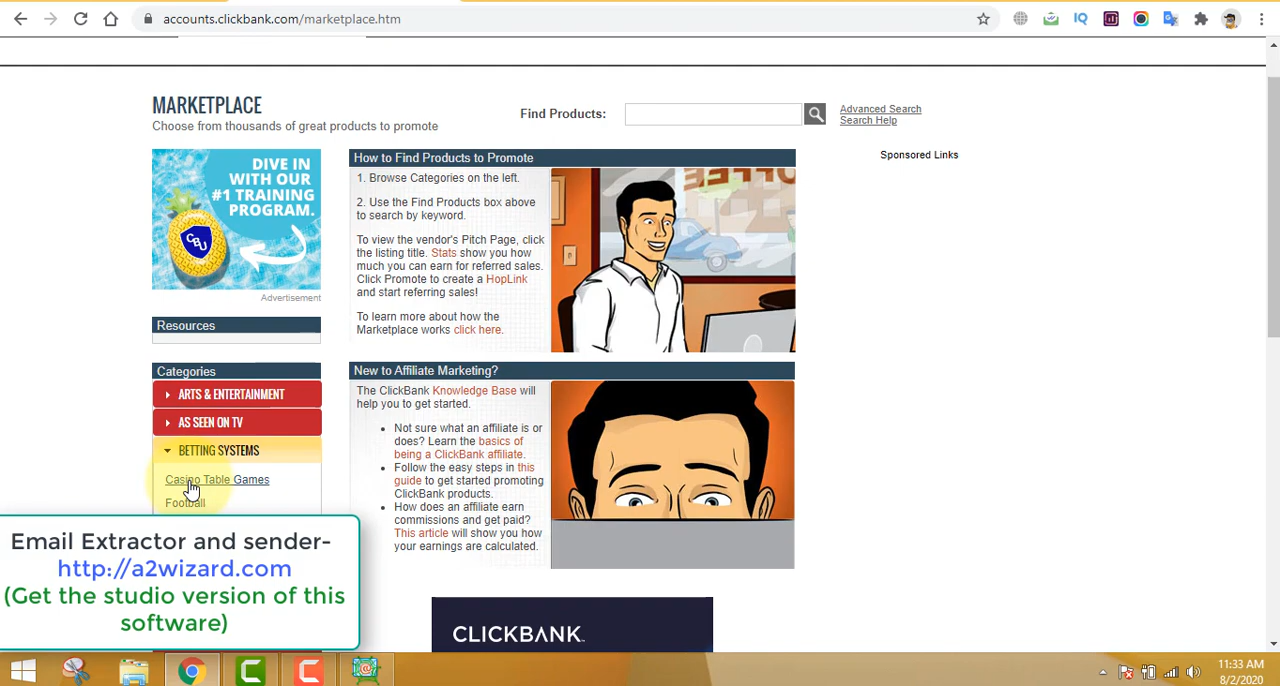 accounts.clickbank.com/marketplace.htm
MARKETPLACE
Choose from thousands of great products to promote
Find Products:
Advanced Search
Search Help
Sponsored Links
DIVE IN
WITH OUR
#1 TRAINING
PROGRAM.
CBU
Advertisement
Resources
Categories
ARTS & ENTERTAINMENT
AS SEEN ON TV
BETTING SYSTEMS
Casino Table Games
Football
How to Find Products to Promote
1. Browse Categories on the left.
2. Use the Find Products box above
to search by keyword.
To view the vendor's Pitch Page, click
the listing title. Stats show you how
much you can earn for referred sales.
Click Promote to create a HopLink
and start referring sales!
To learn more about how the
Marketplace works click here.
COFFEE
New to Affiliate Marketing?
The ClickBank Knowledge Base will
help you to get started.
Not sure what an affiliate is or
does? Learn the basics of
being a ClickBank affiliate.
Follow the easy steps in this
guide to get started promoting
ClickBank products.
How does an affiliate earn
commissions and get paid?
This article will show you how
your earnings are calculated.
CLICKBANK
Email Extractor and sender-
http://a2wizard.com
(Get the studio version of this
software)
11:33 AM
8/2/2020